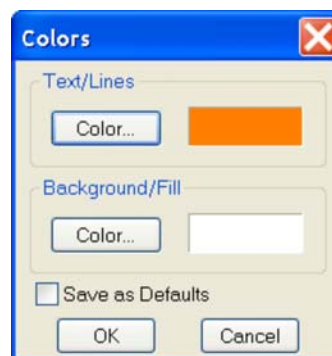 Colors
Text/Lines
Color...
Background/Fill
Color...
Save as Defaults
OK Cancel